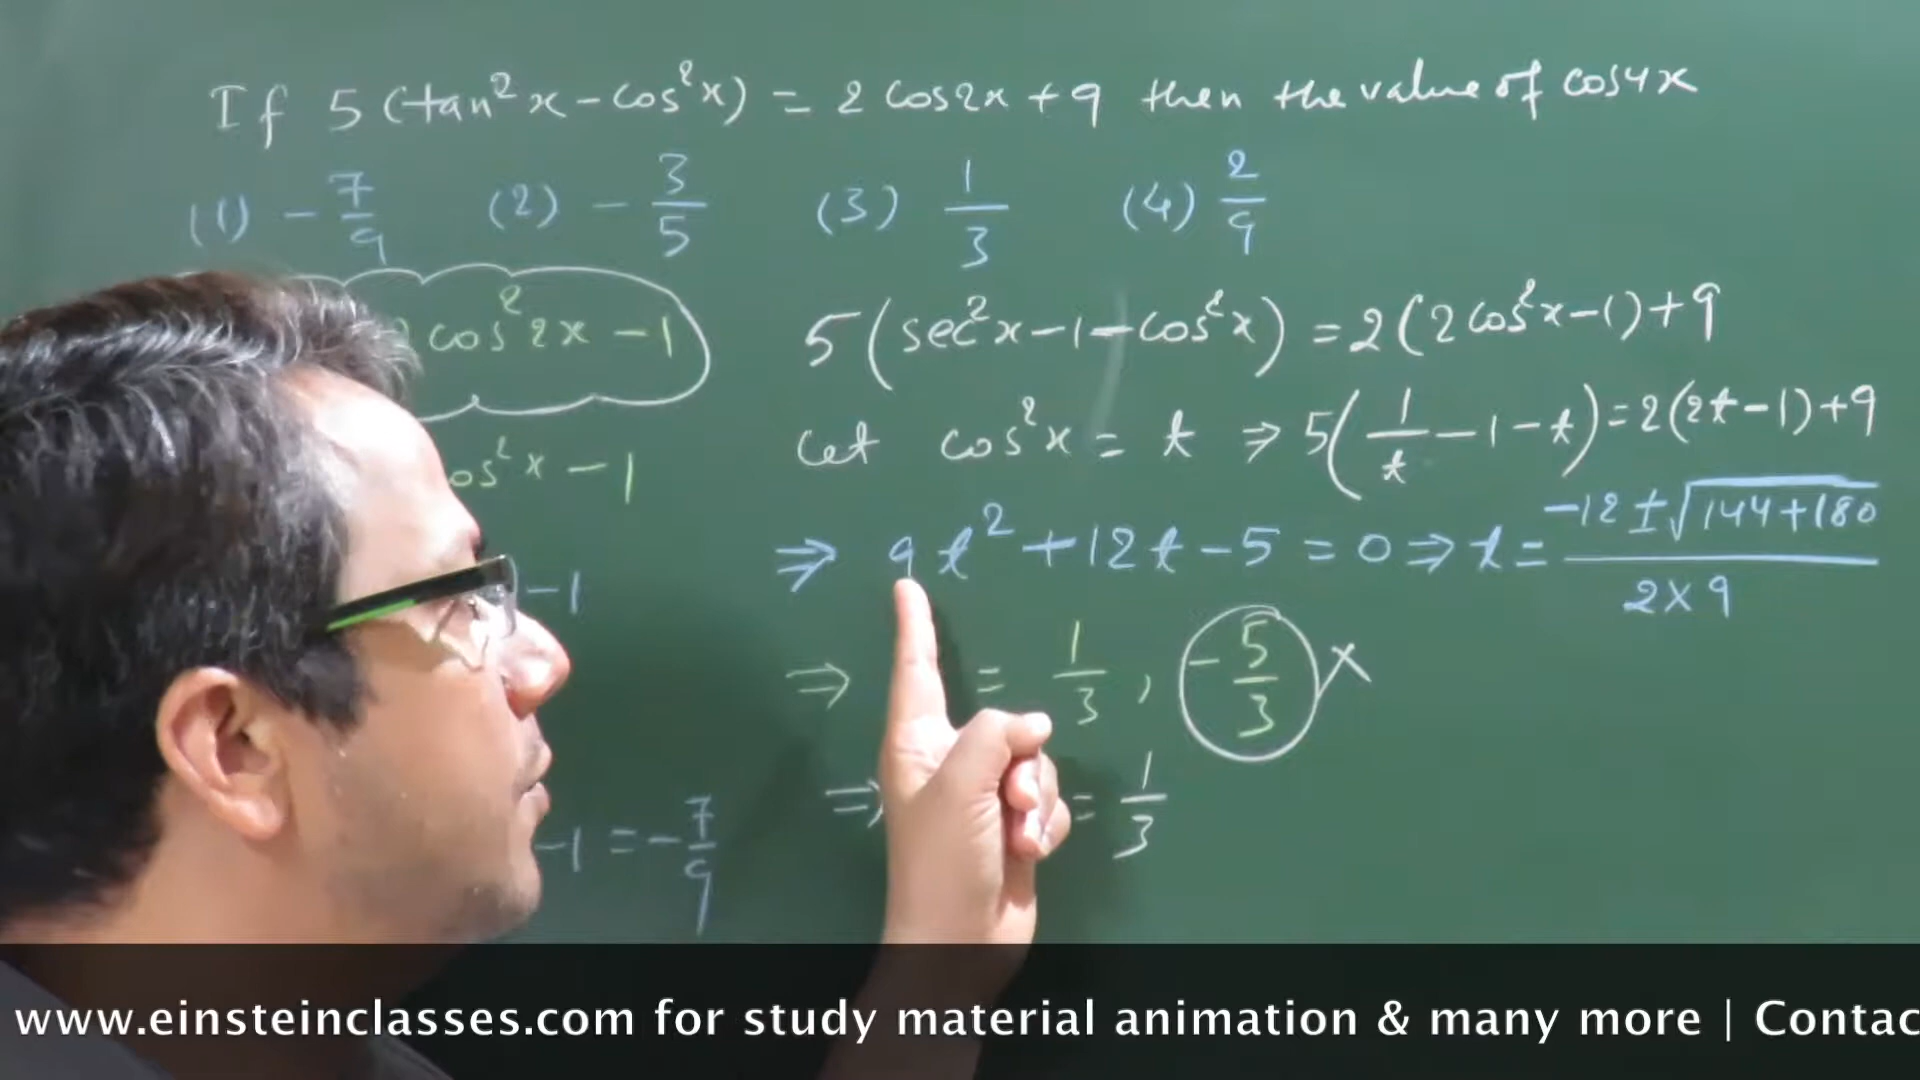 If 5(tan²x-cos²x) = 2cos2x+9 then the value of cos4x
(1) -7/9 (2) -3/5 (3) 1/3 (4) 2/9
cos²2x-1
5(sec²x-1-cos²x) = 2(2cos²x-1)+9
os²x-1
Let cos²x = t ⇒ 5(1/t-1-t)=2(2t-1)+9
-1
⇒ 9t²+12t-5=0 ⇒ t= (-12±√(144+180))/(2×9)
⇒ = 1/3, -5/3 ×
⇒ = 1/3
-1 = -7/9
www.einsteinclasses.com for study material animation & many more | Contac